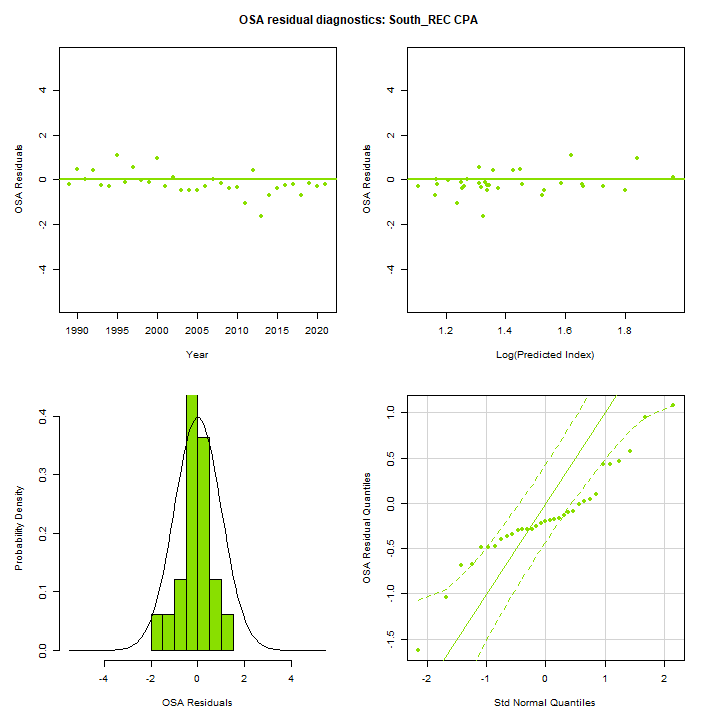 OSA residual diagnostics: South_REC CPA
OSA Residuals
4
2
0
-2
-4
1990 1995 2000 2005 2010 2015 2020
Year
OSA Residuals
4
2
0
-2
-4
1.2 1.4 1.6 1.8
Log(Predicted Index)
Probability Density
0.4
0.3
0.2
0.1
0.0
-4 -2 0 2 4
OSA Residuals
OSA Residual Quantiles
1.0
0.5
0.0
-0.5
-1.0
-1.5
-2 -1 0 1 2
Std Normal Quantiles